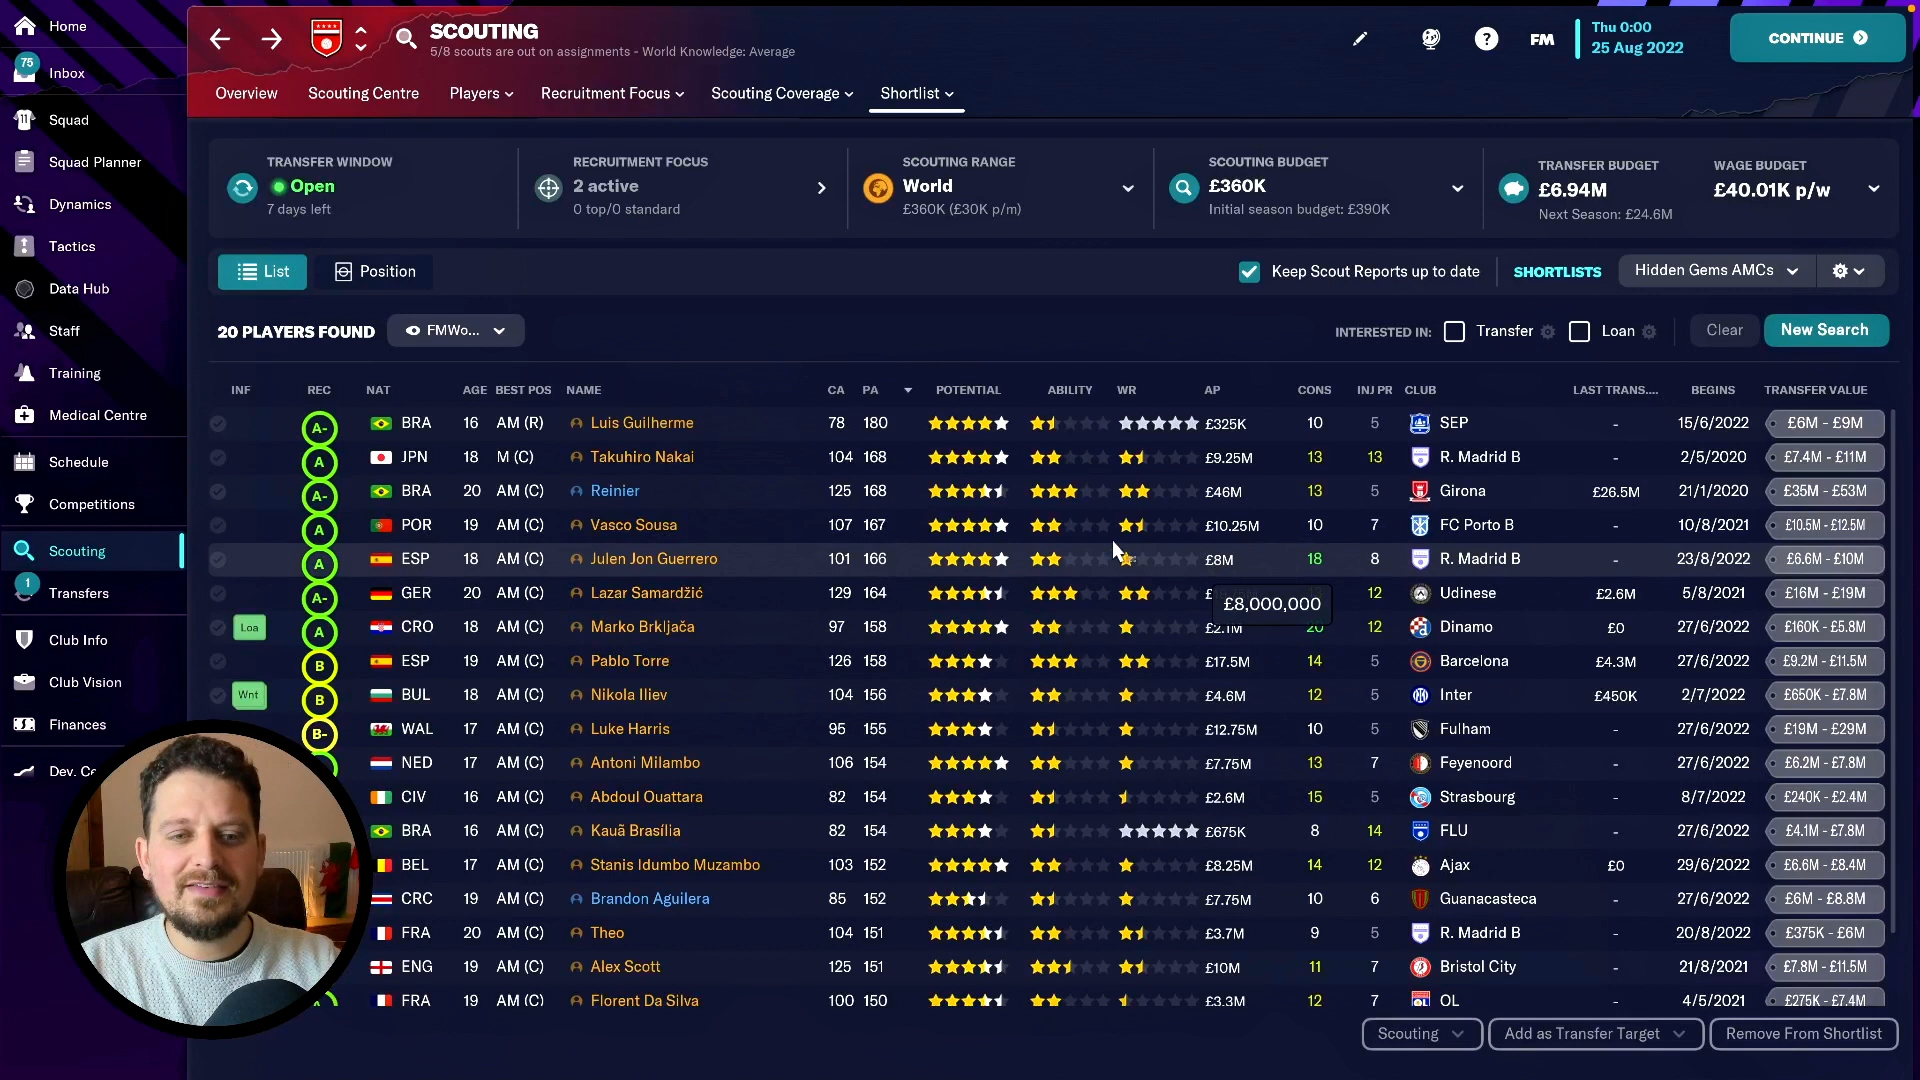 Home
75
Inbox
Squad
Squad Planner
Dynamics
Tactics
Data Hub
Staff
Training
Medical Centre
Schedule
Competitions
Scouting
1
Transfers
Club Info
Club Vision
Finances
Dev. Ce
SCOUTING
5/8 scouts are out on assignments - World Knowledge: Average
FM
Thu 0:00
25 Aug 2022
CONTINUE
Overview Scouting Centre Players Recruitment Focus Scouting Coverage Shortlist
TRANSFER WINDOW
Open
7 days left
RECRUITMENT FOCUS
2 active
0 top/0 standard
SCOUTING RANGE
World
£360K (£30K p/m)
SCOUTING BUDGET
£360K
Initial season budget: £390K
TRANSFER BUDGET
£6.94M
Next Season: £24.6M
WAGE BUDGET
£40.01K p/w
List Position Keep Scout Reports up to date SHORTLISTS Hidden Gems AMCs
20 PLAYERS FOUND FMWo... INTERESTED IN: Transfer Loan Clear New Search
INF REC NAT AGE BEST POS NAME CA PA POTENTIAL ABILITY WR AP CONS INJ PR CLUB LAST TRANS.... BEGINS TRANSFER VALUE
A- BRA 16 AM (R) Luis Guilherme 78 180 £325K 10 5 SEP - 15/6/2022 £6M - £9M
A JPN 18 M (C) Takuhiro Nakai 104 168 £9.25M 13 13 R. Madrid B - 2/5/2020 £7.4M - £11M
A- BRA 20 AM (C) Reinier 125 168 £46M 13 5 Girona £26.5M 21/1/2020 £35M - £53M
A POR 19 AM (C) Vasco Sousa 107 167 £10.25M 10 7 FC Porto B - 10/8/2021 £10.5M - £12.5M
A ESP 18 AM (C) Julen Jon Guerrero 101 166 £8M 18 8 R. Madrid B - 23/8/2022 £6.6M - £10M
A- GER 20 AM (C) Lazar Samardžić 129 164 12 Udinese £2.6M 5/8/2021 £16M - £19M
£8,000,000
Loa A CRO 18 AM (C) Marko Brkljača 97 158 £2.1M 20 12 Dinamo £0 27/6/2022 £160K - £5.8M
B ESP 19 AM (C) Pablo Torre 126 158 £17.5M 14 5 Barcelona £4.3M 27/6/2022 £9.2M - £11.5M
Wnt B BUL 18 AM (C) Nikola Iliev 104 156 £4.6M 12 5 Inter £450K 2/7/2022 £650K - £7.8M
B- WAL 17 AM (C) Luke Harris 95 155 £12.75M 10 5 Fulham - 27/6/2022 £19M - £29M
NED 17 AM (C) Antoni Milambo 106 154 £7.75M 13 7 Feyenoord - 27/6/2022 £6.2M - £7.8M
CIV 16 AM (C) Abdoul Ouattara 82 154 £2.6M 15 5 Strasbourg - 8/7/2022 £240K - £2.4M
BRA 16 AM (C) Kauã Brasília 82 154 £675K 8 14 FLU - 27/6/2022 £4.1M - £7.8M
BEL 17 AM (C) Stanis Idumbo Muzambo 103 152 £8.25M 14 12 Ajax £0 29/6/2022 £6.6M - £8.4M
CRC 19 AM (C) Brandon Aguilera 85 152 £7.75M 10 6 Guanacasteca - 27/6/2022 £6M - £8.8M
FRA 20 AM (C) Theo 104 151 £3.7M 9 5 R. Madrid B - 20/8/2022 £375K - £6M
ENG 19 AM (C) Alex Scott 125 151 £10M 11 7 Bristol City - 21/8/2021 £7.8M - £11.5M
FRA 19 AM (C) Florent Da Silva 100 150 £3.3M 12 7 OL - 4/5/2021 £275K - £7.4M
Scouting Add as Transfer Target Remove From Shortlist